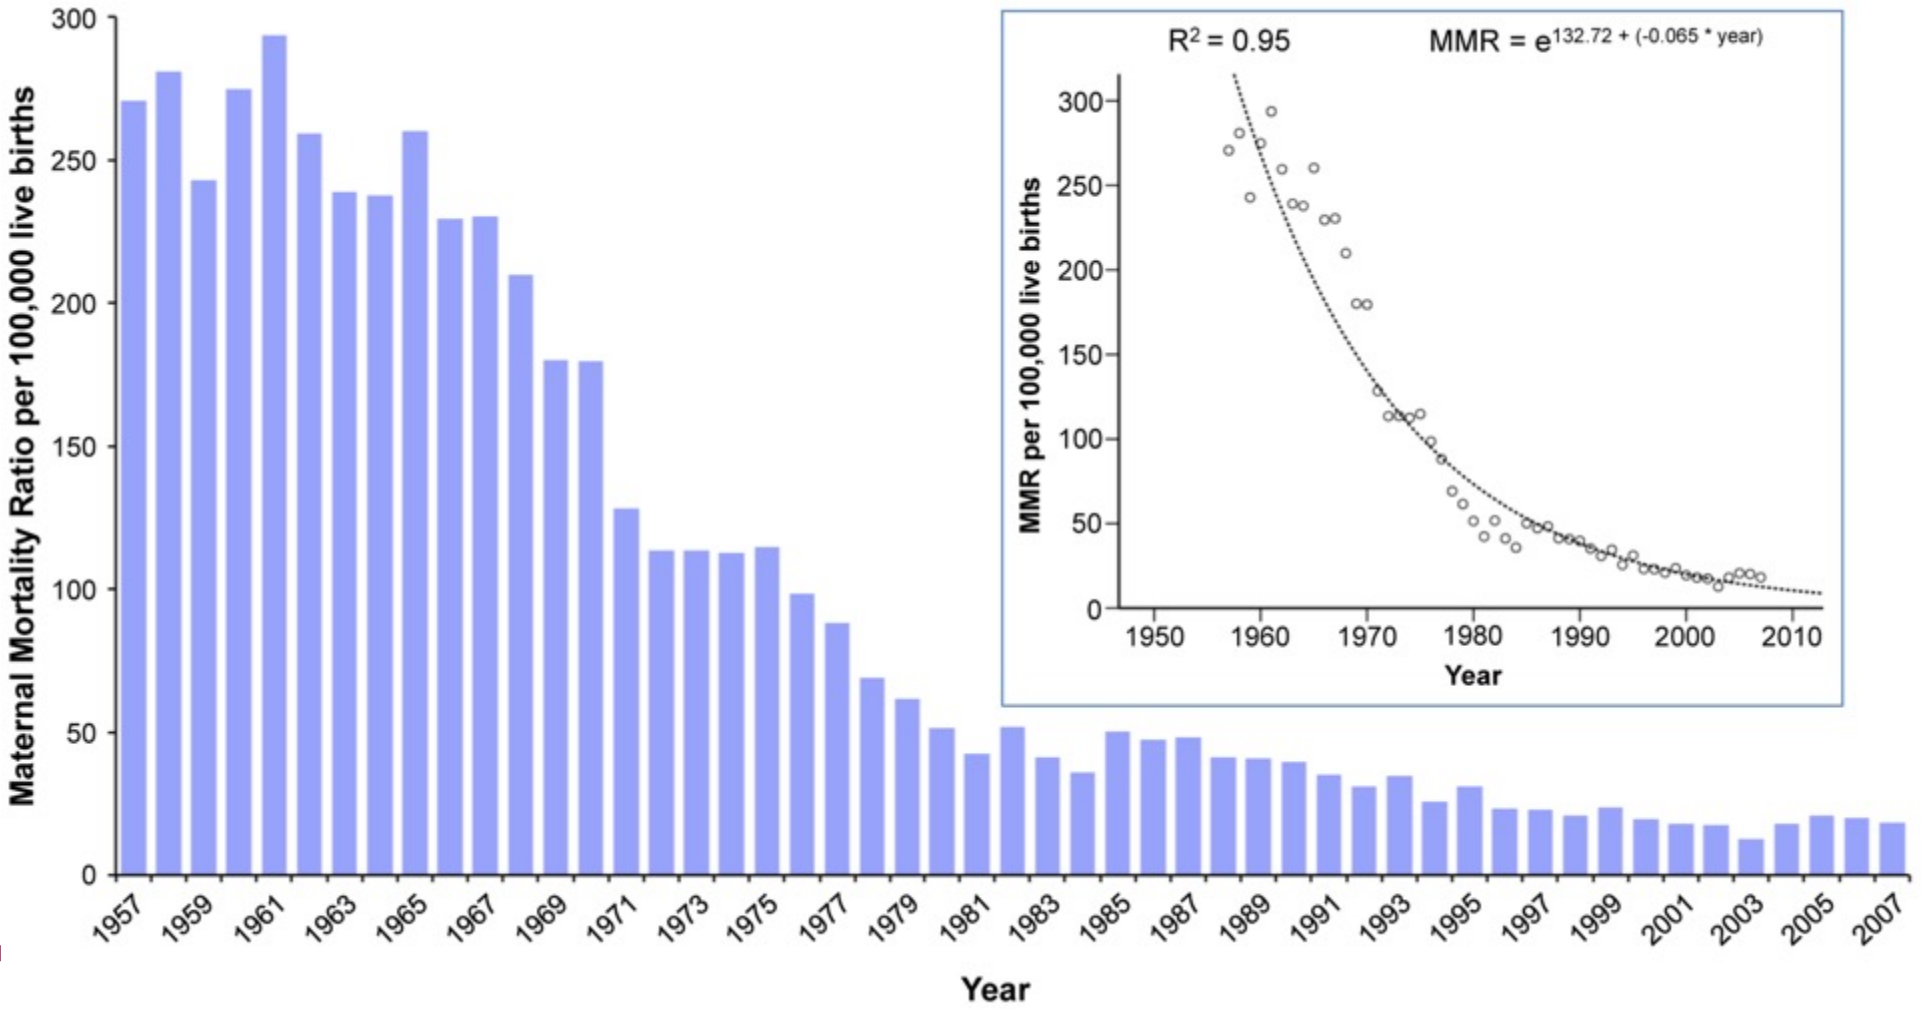 Maternal Mortality Ratio per 100,000 live births
300
250
200
150
100
50
0
1957 1959 1961 1963 1965 1967 1969 1971 1973 1975 1977 1979 1981 1983 1985 1987 1989 1991 1993 1995 1997 1999 2001 2003 2005 2007
Year
R² = 0.95 MMR = e^132.72 + (-0.065 * year)
MMR per 100,000 live births
300
250
200
150
100
50
0
1950 1960 1970 1980 1990 2000 2010
Year